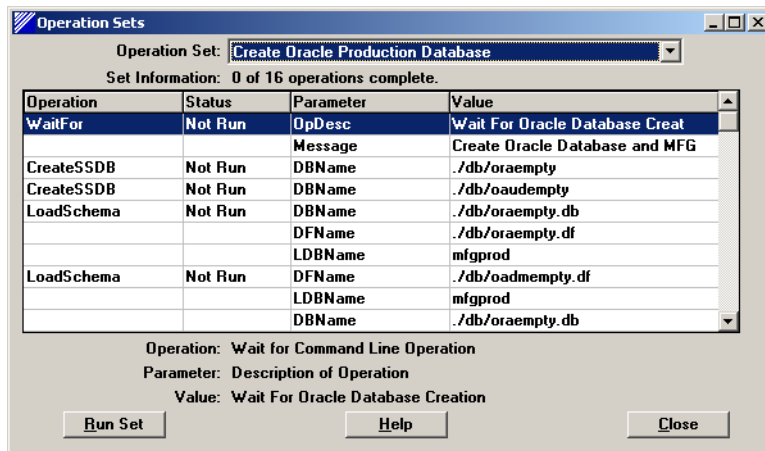 Operation Sets
Operation Set: Create Oracle Production Database
Set Information: 0 of 16 operations complete.
Operation Status Parameter Value
WaitFor Not Run OpDesc Wait For Oracle Database Creat
Message Create Oracle Database and MFG
CreateSSDB Not Run DBName ./db/oraempty
CreateSSDB Not Run DBName ./db/oaudempty
LoadSchema Not Run DBName ./db/oraempty.db
DFName ./db/oraempty.df
LDBName mfgprod
LoadSchema Not Run DFName ./db/oadmempty.df
LDBName mfgprod
DBName ./db/oraempty.db
Operation: Wait for Command Line Operation
Parameter: Description of Operation
Value: Wait For Oracle Database Creation
Run Set Help Close